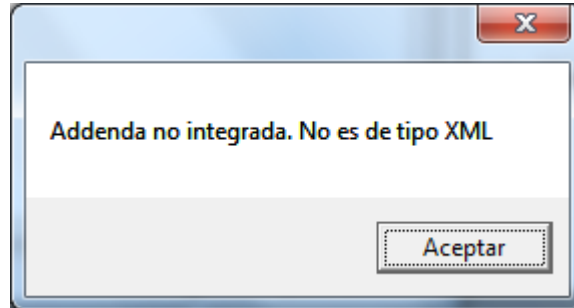 Addenda no integrada. No es de tipo XML
Aceptar